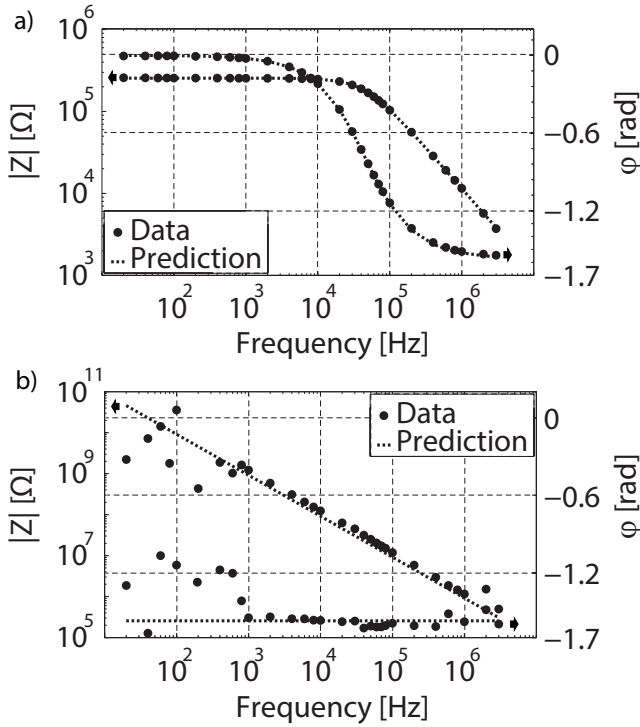 a)
10^6
10^5
10^4
10^3
|Z| [Ω]
0
−0.6
−1.2
−1.7
φ [rad]
Data
Prediction
10^2 10^3 10^4 10^5 10^6
Frequency [Hz]
b)
10^11
10^9
10^7
10^5
|Z| [Ω]
0
−0.6
−1.2
−1.7
φ [rad]
Data
Prediction
10^2 10^3 10^4 10^5 10^6
Frequency [Hz]